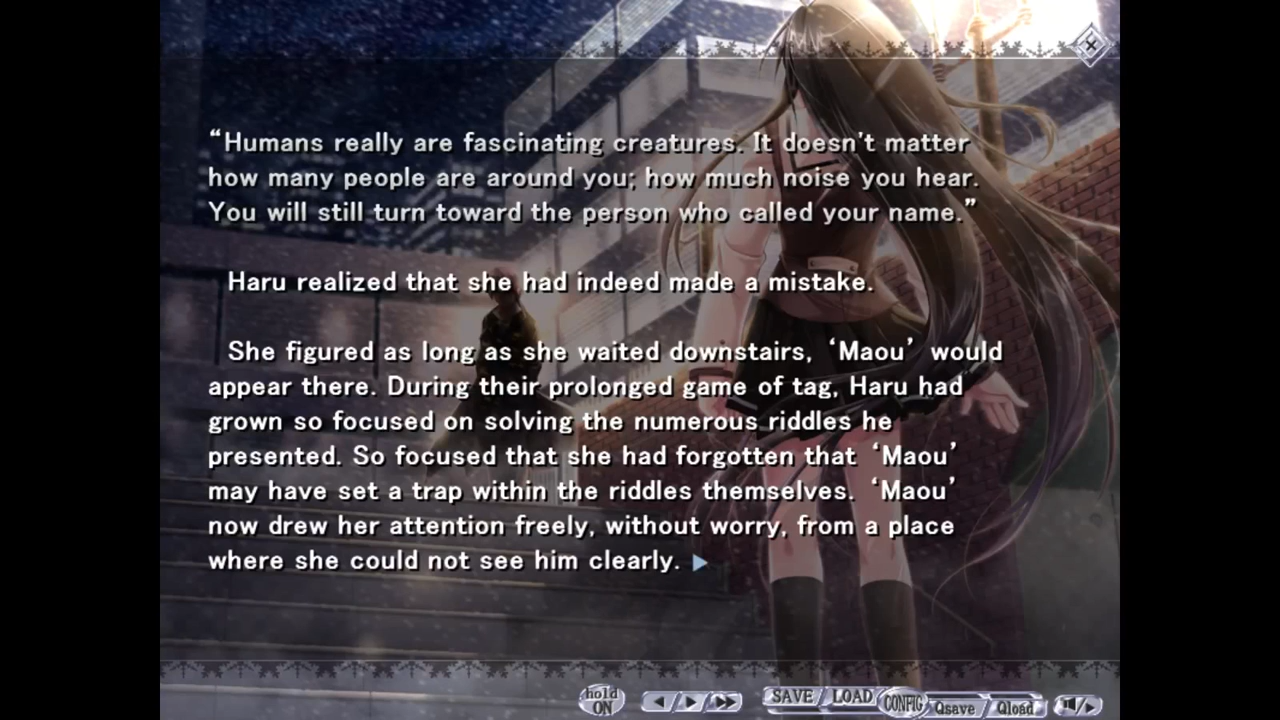 “Humans really are fascinating creatures. It doesn't matter
how many people are around you; how much noise you hear.
You will still turn toward the person who called your name.”
Haru realized that she had indeed made a mistake.
She figured as long as she waited downstairs, ‘Maou’ would
appear there. During their prolonged game of tag, Haru had
grown so focused on solving the numerous riddles he
presented. So focused that she had forgotten that ‘Maou’
may have set a trap within the riddles themselves. ‘Maou’
now drew her attention freely, without worry, from a place
where she could not see him clearly.
hold
ON
SAVE LOAD CONFIG Qsave Qload